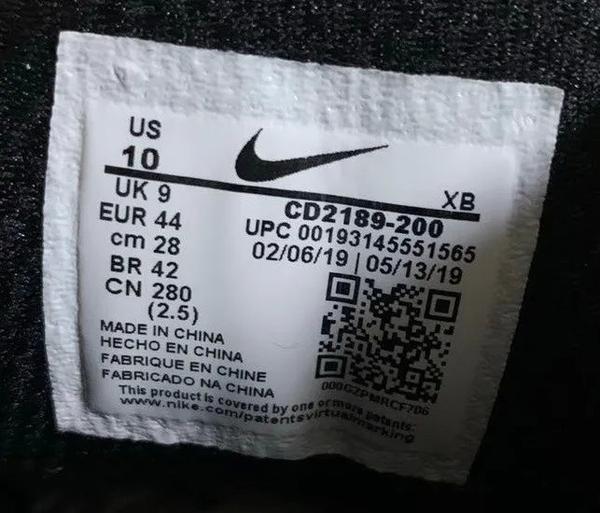 US
10
XB
UK 9
CD2189-200
EUR 44
UPC 00193145551565
cm 28
02/06/19 | 05/13/19
BR 42
CN 280
(2.5)
MADE IN CHINA
HECHO EN CHINA
FABRIQUE EN CHINE
FABRICADO NA CHINA
000GZPMRCF706
This product is covered by one or more patents:
www.nike.com/patentsvirtualmarking